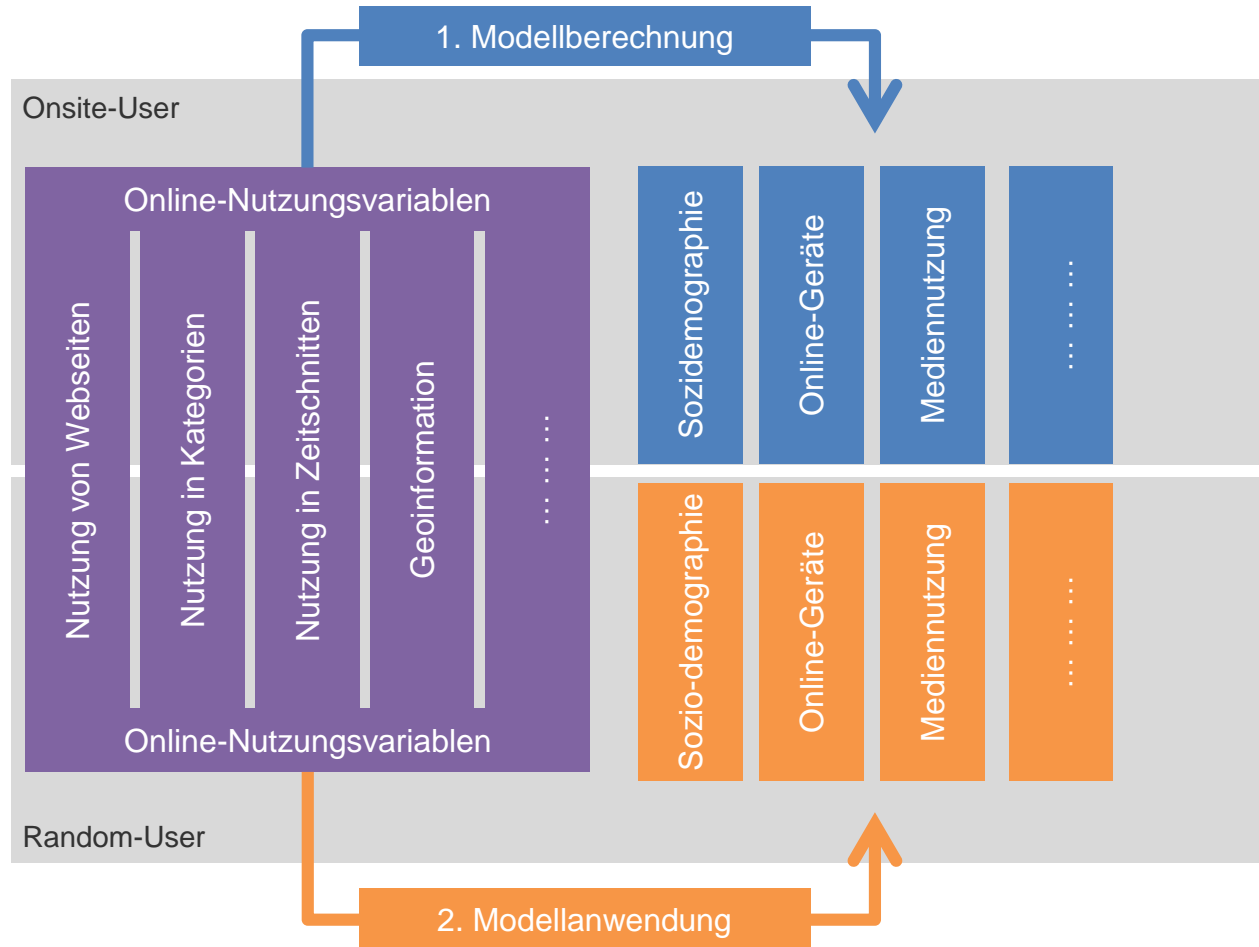 1. Modellberechnung
Onsite-User
Online-Nutzungsvariablen
Nutzung von Webseiten
Nutzung in Kategorien
Nutzung in Zeitschnitten
Geoinformation
... ... ...
Online-Nutzungsvariablen
Sozidemographie
Online-Geräte
Mediennutzung
... ... ...
Sozio-demographie
Online-Geräte
Mediennutzung
... ... ...
Random-User
2. Modellanwendung